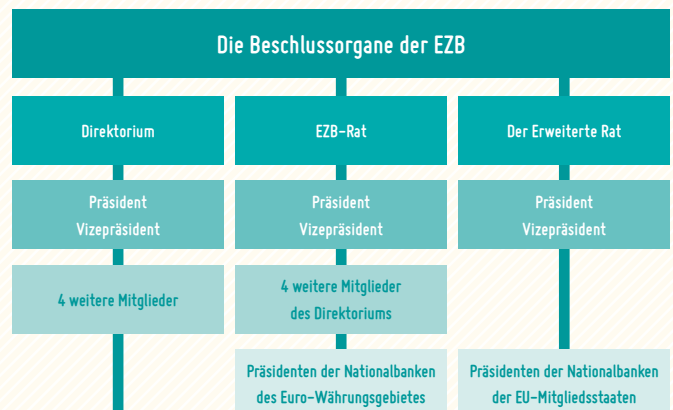 Die Beschlussorgane der EZB
Direktorium
EZB-Rat
Der Erweiterte Rat
Präsident
Vizepräsident
Präsident
Vizepräsident
Präsident
Vizepräsident
4 weitere Mitglieder
4 weitere Mitglieder
des Direktoriums
Präsidenten der Nationalbanken
des Euro-Währungsgebietes
Präsidenten der Nationalbanken
der EU-Mitgliedsstaaten